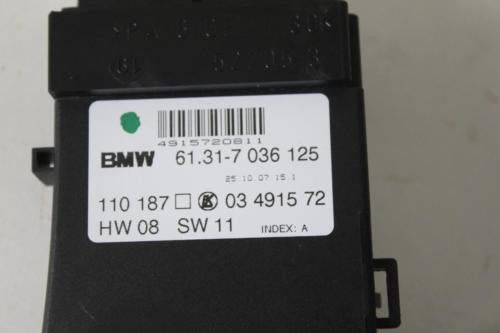 4915720811
BMW 61.31-7 036 125
25.10.07 15 1
110 187 03 4915 72
HW 08 SW 11 INDEX: A